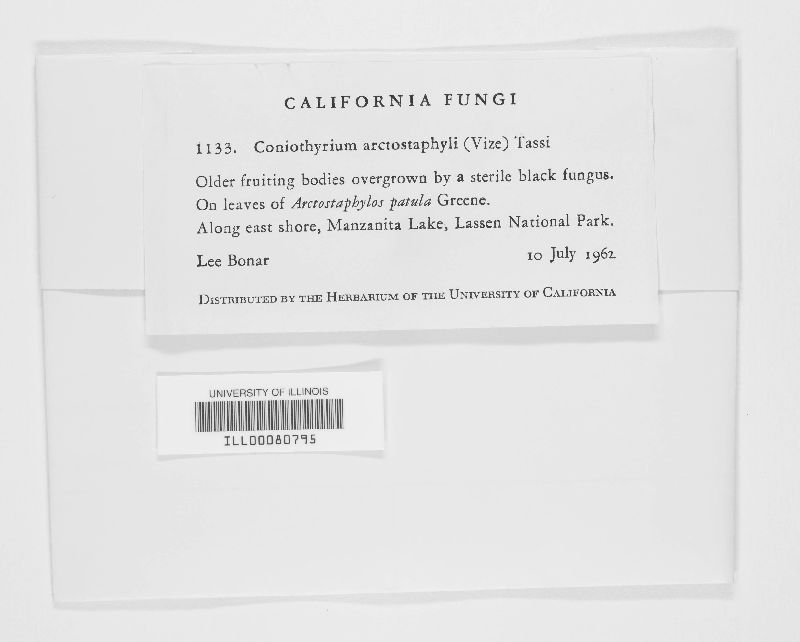 CALIFORNIA FUNGI
1133. Coniothyrium arctostaphyli (Vize) Tassi
Older fruiting bodies overgrown by a sterile black fungus.
On leaves of Arctostaphylos patula Greene.
Along east shore, Manzanita Lake, Lassen National Park.
Lee Bonar 10 July 1962
Distributed by the Herbarium of the University of California
UNIVERSITY OF ILLINOIS
ILL00080795